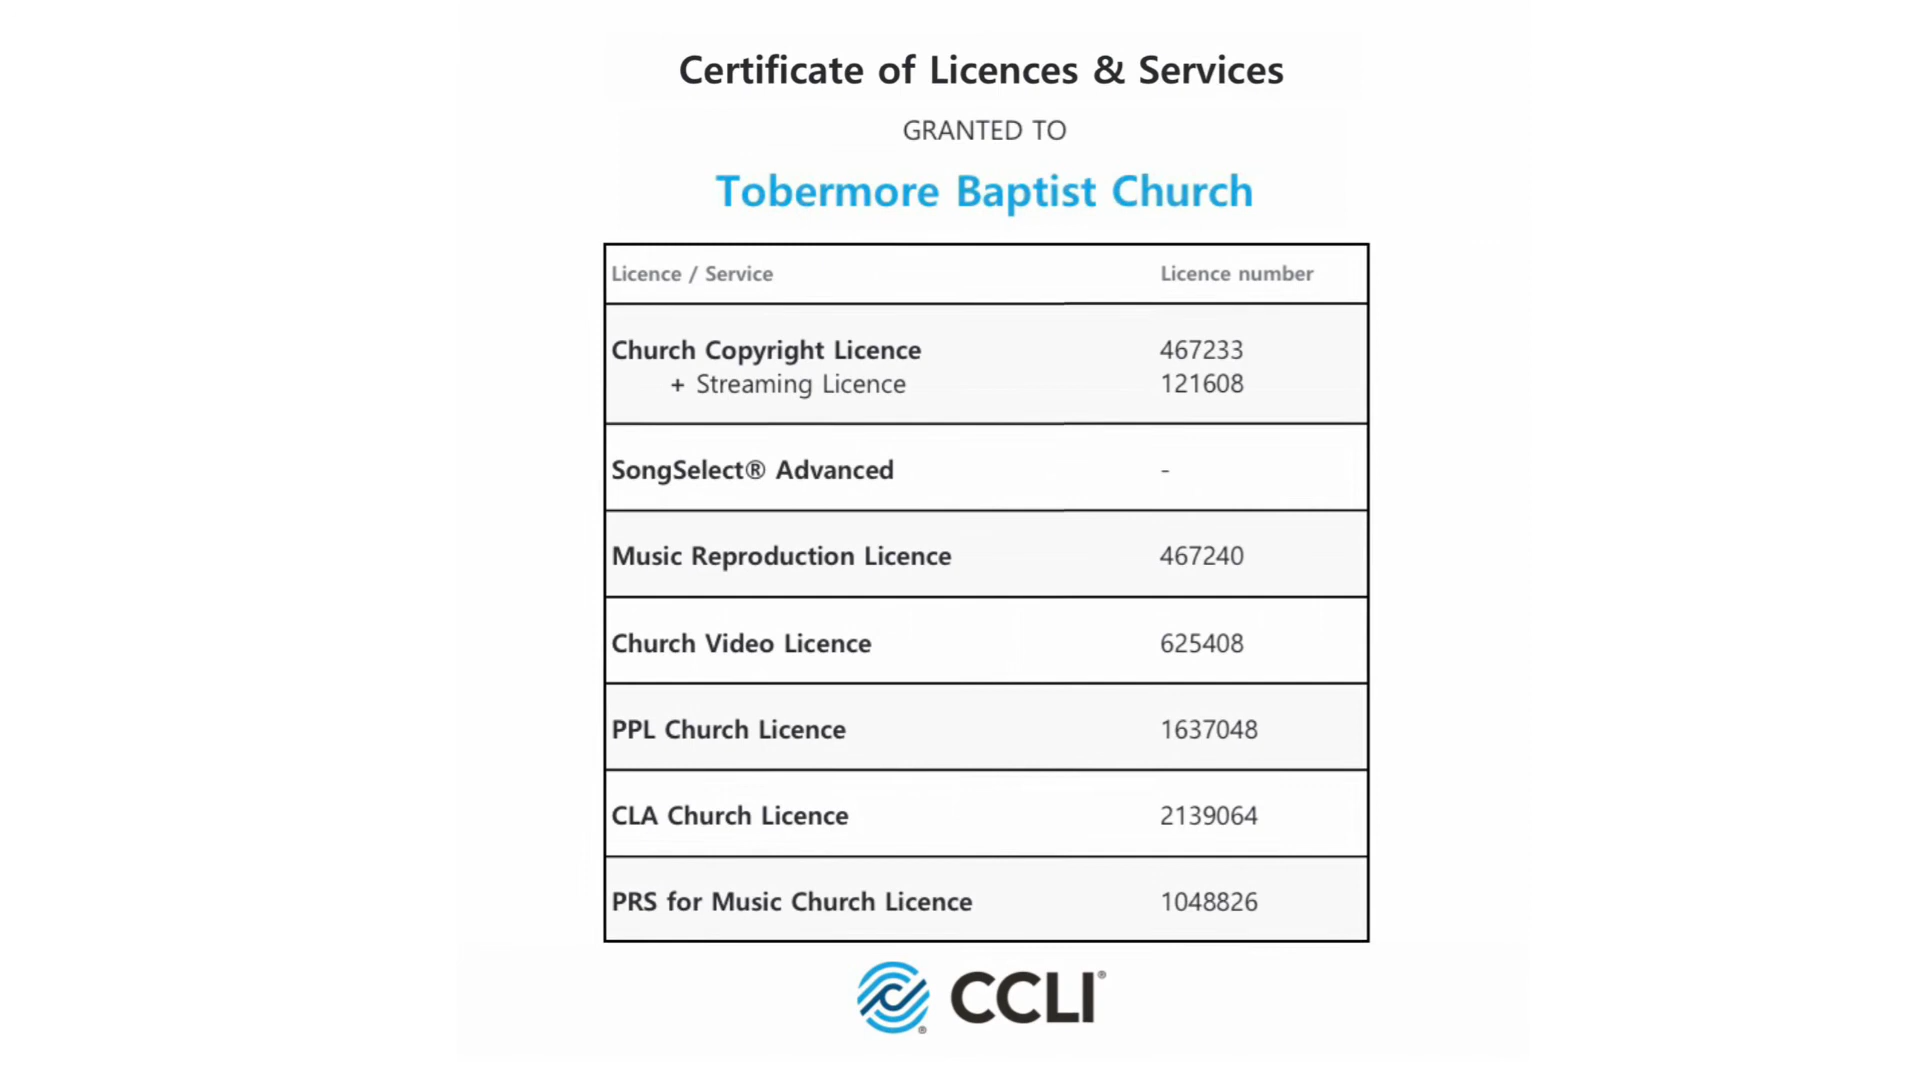 Certificate of Licences & Services
GRANTED TO
Tobermore Baptist Church
Licence / Service Licence number
Church Copyright Licence 467233
+ Streaming Licence 121608
SongSelect® Advanced -
Music Reproduction Licence 467240
Church Video Licence 625408
PPL Church Licence 1637048
CLA Church Licence 2139064
PRS for Music Church Licence 1048826
® CCLI®